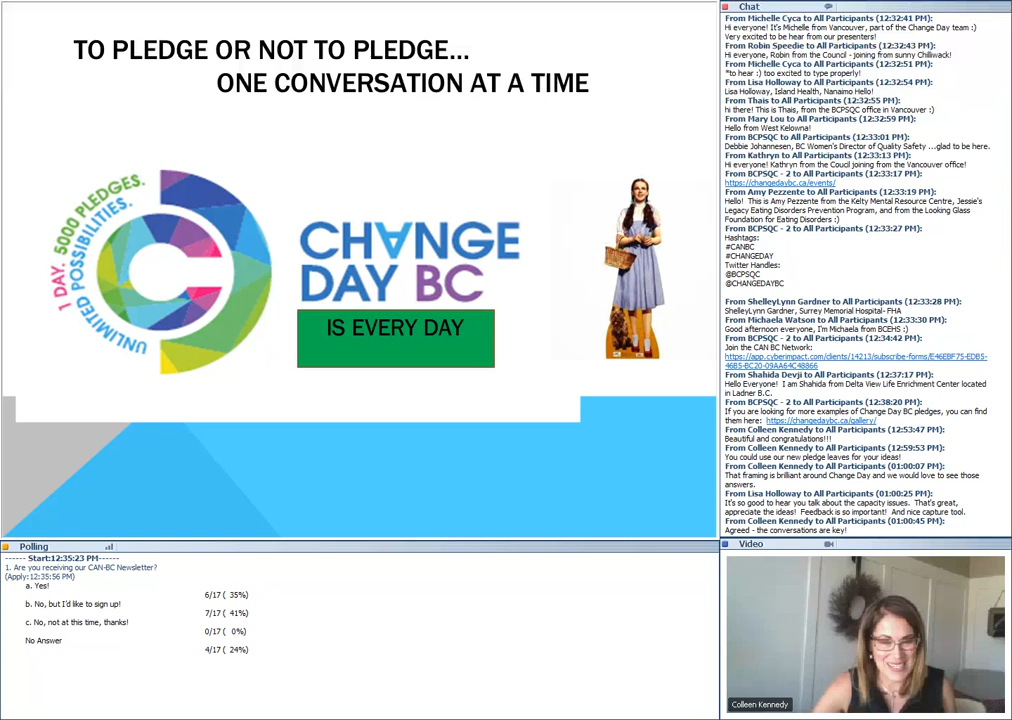 TO PLEDGE OR NOT TO PLEDGE...
ONE CONVERSATION AT A TIME
1 DAY. 5000 PLEDGES.
UNLIMITED POSSIBILITIES.
CHANGE
DAY BC
IS EVERY DAY
Polling
------ Start:12:35:23 PM------
1. Are you receiving our CAN-BC Newsletter?
(Apply:12:35:56 PM)
a. Yes!
6/17 ( 35%)
b. No, but I'd like to sign up!
7/17 ( 41%)
c. No, not at this time, thanks!
0/17 ( 0%)
No Answer
4/17 ( 24%)
Chat
From Michelle Cyca to All Participants (12:32:41 PM):
Hi everyone! It's Michelle from Vancouver, part of the Change Day team :)
Very excited to be hear from our presenters!
From Robin Speedie to All Participants (12:32:43 PM):
Hi everyone, Robin from the Council - joining from sunny Chilliwack!
From Michelle Cyca to All Participants (12:32:51 PM):
*to hear :) too excited to type properly!
From Lisa Holloway to All Participants (12:32:54 PM):
Lisa Holloway, Island Health, Nanaimo Hello!
From Thais to All Participants (12:32:55 PM):
hi there! This is Thais, from the BCPSQC office in Vancouver :)
From Mary Lou to All Participants (12:32:59 PM):
Hello from West Kelowna!
From BCPSQC to All Participants (12:33:01 PM):
Debbie Johannesen, BC Women's Director of Quality Safety ...glad to be here.
From Kathryn to All Participants (12:33:13 PM):
Hi everyone! Kathryn from the Coucil joining from the Vancouver office!
From BCPSQC - 2 to All Participants (12:33:17 PM):
https://changedaybc.ca/events/
From Amy Pezzente to All Participants (12:33:19 PM):
Hello! This is Amy Pezzente from the Kelty Mental Resource Centre, Jessie's
Legacy Eating Disorders Prevention Program, and from the Looking Glass
Foundation for Eating Disorders :)
From BCPSQC - 2 to All Participants (12:33:27 PM):
Hashtags:
#CANBC
#CHANGEDAY
Twitter Handles:
@BCPSQC
@CHANGEDAYBC
From ShelleyLynn Gardner to All Participants (12:33:28 PM):
ShelleyLynn Gardner, Surrey Memorial Hospital- FHA
From Michaela Watson to All Participants (12:33:30 PM):
Good afternoon everyone, I'm Michaela from BCEHS :)
From BCPSQC - 2 to All Participants (12:34:42 PM):
Join the CAN BC Network:
https://app.cyberimpact.com/clients/14213/subscribe-forms/E46EBF75-EDB5-
46B5-BC20-09AA64C48866
From Shahida Devji to All Participants (12:37:17 PM):
Hello Everyone! I am Shahida from Delta View Life Enrichment Center located
in Ladner B.C.
From BCPSQC - 2 to All Participants (12:38:20 PM):
If you are looking for more examples of Change Day BC pledges, you can find
them here: https://changedaybc.ca/gallery/
From Colleen Kennedy to All Participants (12:53:47 PM):
Beautiful and congratulations!!!
From Colleen Kennedy to All Participants (12:59:53 PM):
You could use our new pledge leaves for your ideas!
From Colleen Kennedy to All Participants (01:00:07 PM):
That framing is brilliant around Change Day and we would love to see those
answers.
From Lisa Holloway to All Participants (01:00:25 PM):
It's so good to hear you talk about the capacity issues. That's great,
appreciate the ideas! Feedback is so important! And nice capture tool.
From Colleen Kennedy to All Participants (01:00:45 PM):
Agreed - the conversations are key!
Video
Colleen Kennedy